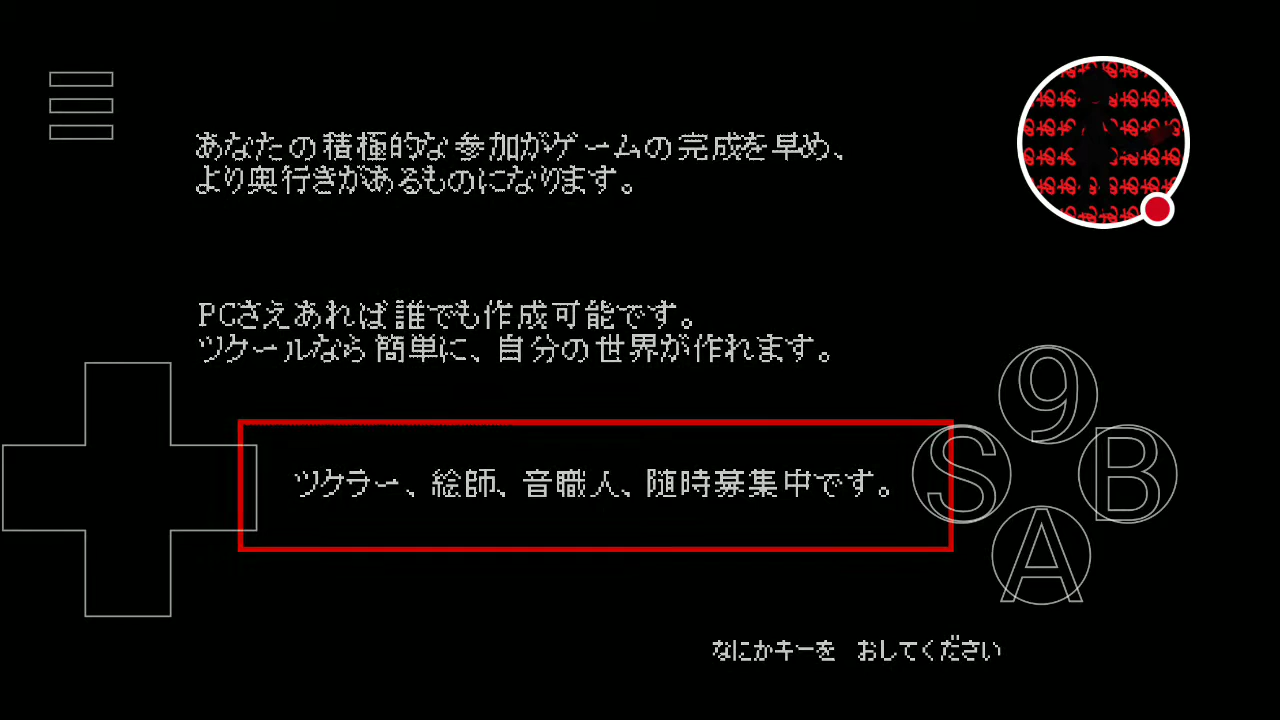 あなたの積極的な参加がゲームの完成を早め、
より奥行きがあるものになります。
PCさえあれば誰でも作成可能です。
ツクールなら簡単に、自分の世界が作れます。
ツクラー、絵師、音職人、随時募集中です。
なにかキーを おしてください
9
S
B
A